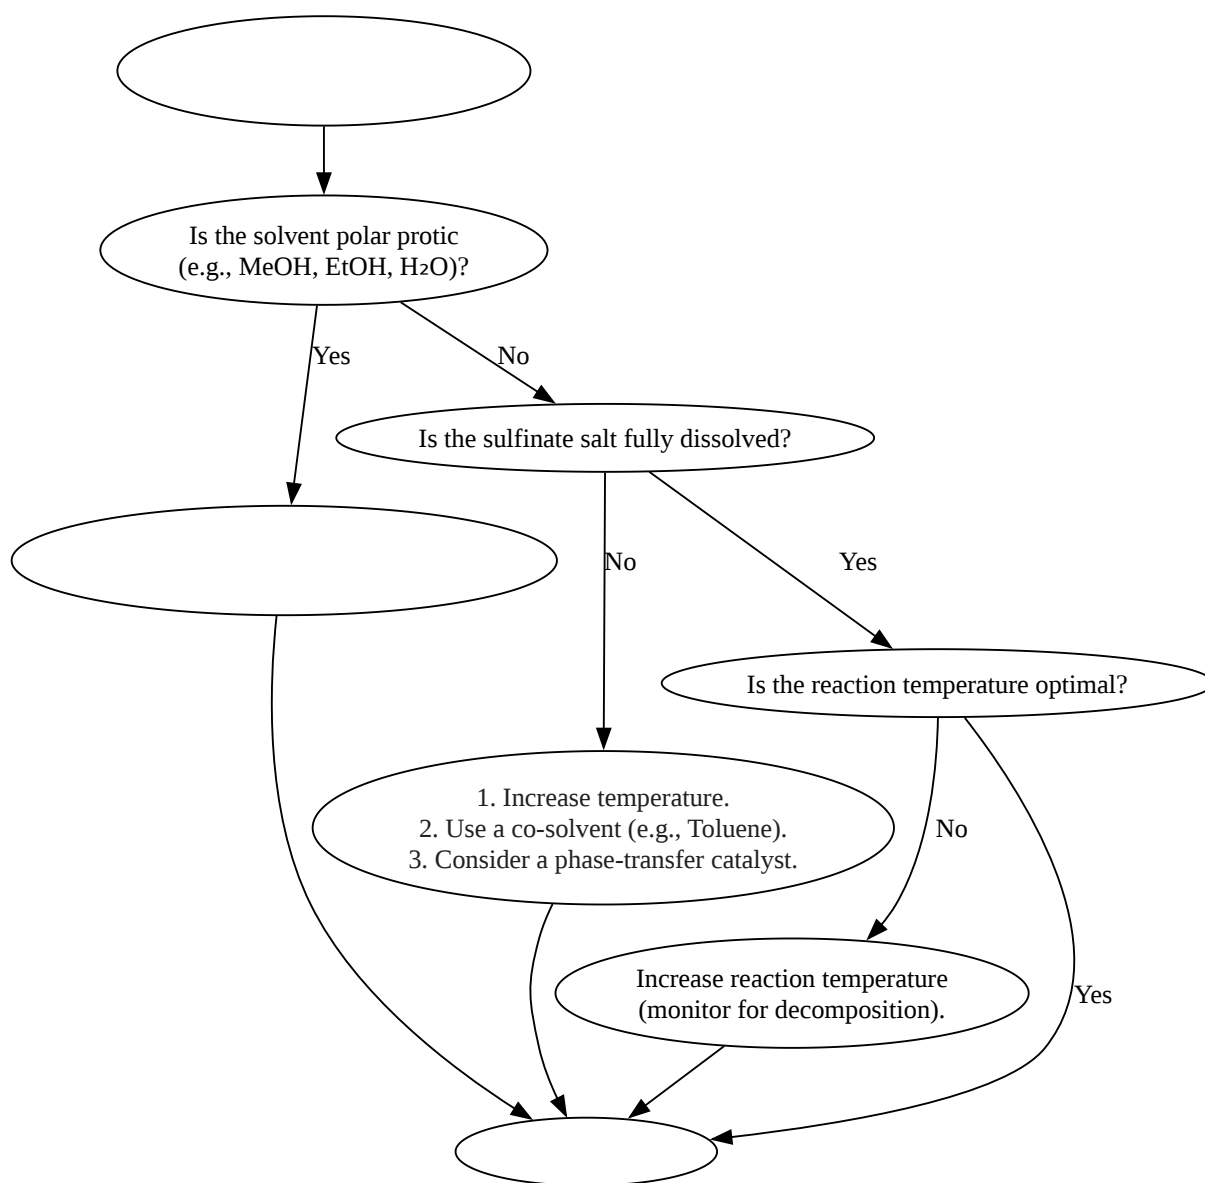 Is the solvent polar protic
(e.g., MeOH, EtOH, H₂O)?
Yes
No
Is the sulfinate salt fully dissolved?
No
Yes
Is the reaction temperature optimal?
1. Increase temperature.
2. Use a co-solvent (e.g., Toluene).
3. Consider a phase-transfer catalyst.
No
Increase reaction temperature
(monitor for decomposition).
Yes